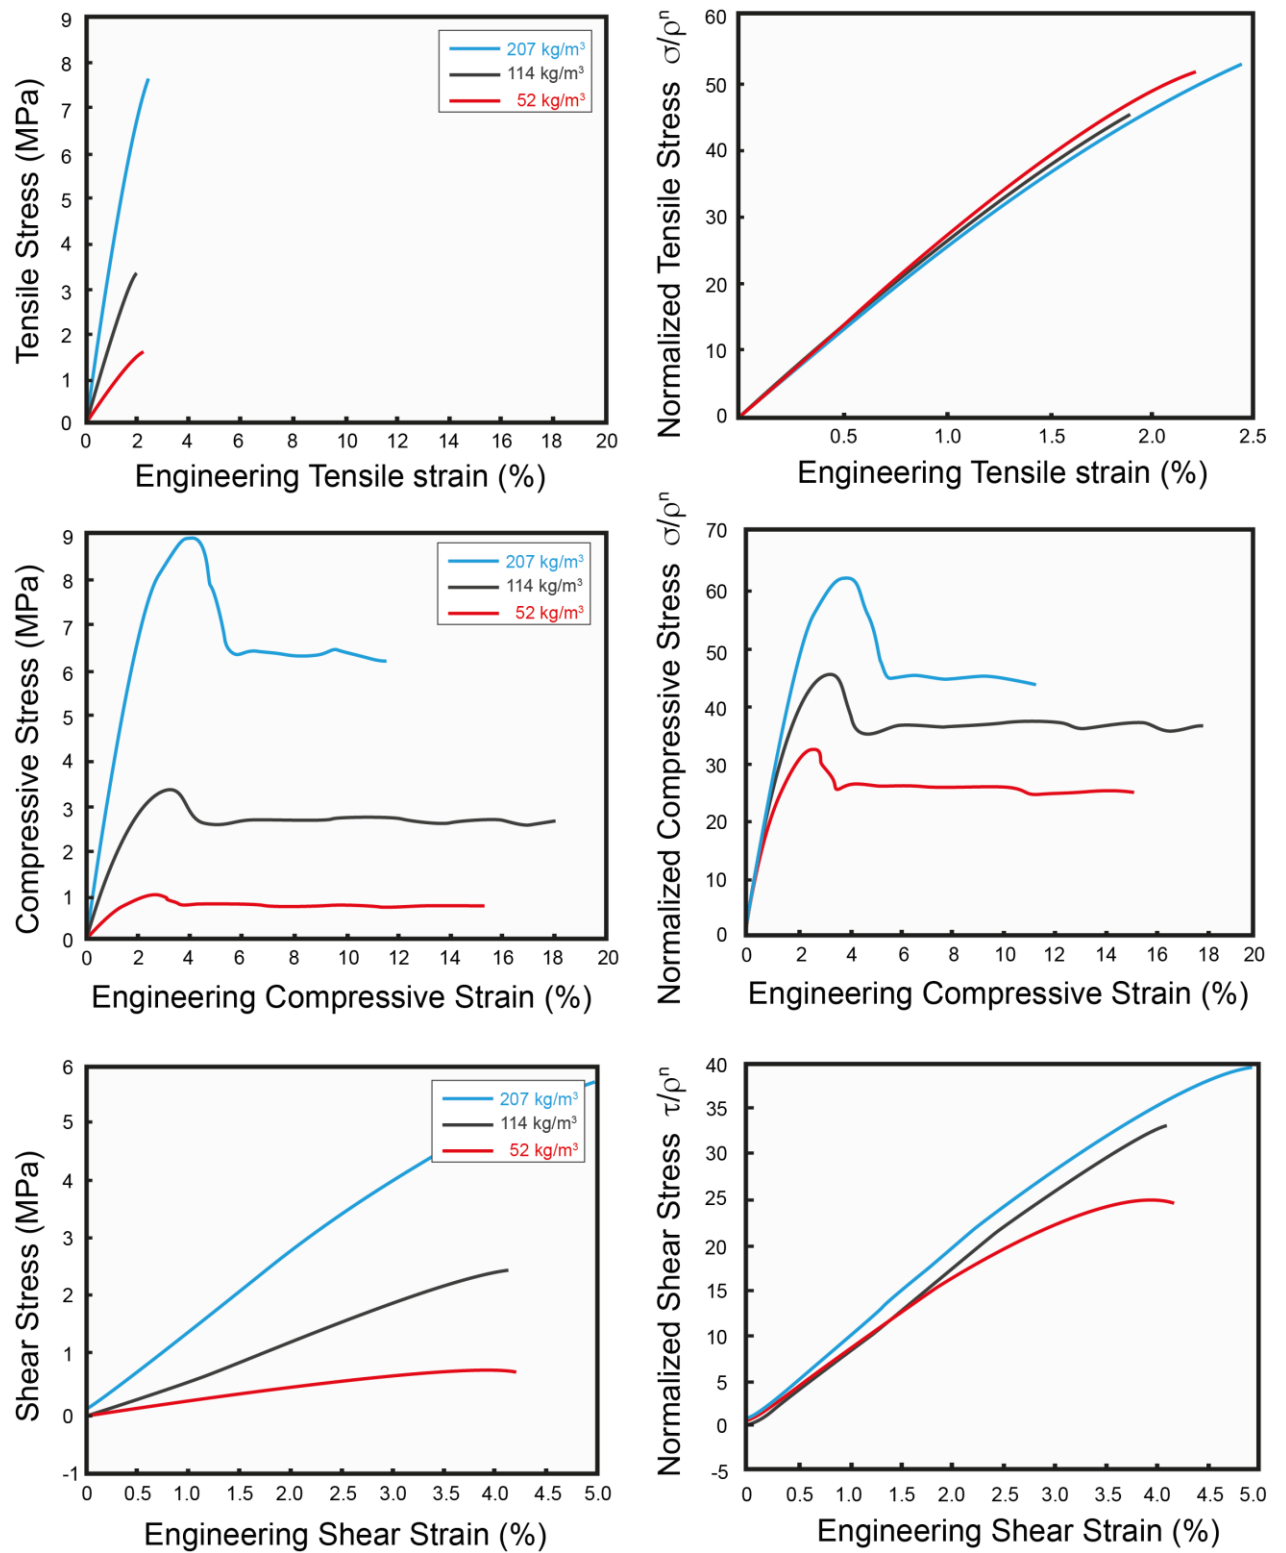 Tensile Stress (MPa)
9
8
7
6
5
4
3
2
1
0
207 kg/m³
114 kg/m³
52 kg/m³
0 2 4 6 8 10 12 14 16 18 20
Engineering Tensile strain (%)
Normalized Tensile Stress σ/ρⁿ
60
50
40
30
20
10
0
0.5 1.0 1.5 2.0 2.5
Engineering Tensile strain (%)
Compressive Stress (MPa)
9
8
7
6
5
4
3
2
1
0
207 kg/m³
114 kg/m³
52 kg/m³
0 2 4 6 8 10 12 14 16 18 20
Engineering Compressive Strain (%)
Normalized Compressive Stress σ/ρⁿ
70
60
50
40
30
20
10
0
0 2 4 6 8 10 12 14 16 18 20
Engineering Compressive Strain (%)
Shear Stress (MPa)
6
5
4
3
2
1
0
-1
207 kg/m³
114 kg/m³
52 kg/m³
0 0.5 1.0 1.5 2.0 2.5 3.0 3.5 4.0 4.5 5.0
Engineering Shear Strain (%)
Normalized Shear Stress τ/ρⁿ
40
35
30
25
20
15
10
5
0
-5
0 0.5 1.0 1.5 2.0 2.5 3.0 3.5 4.0 4.5 5.0
Engineering Shear Strain (%)